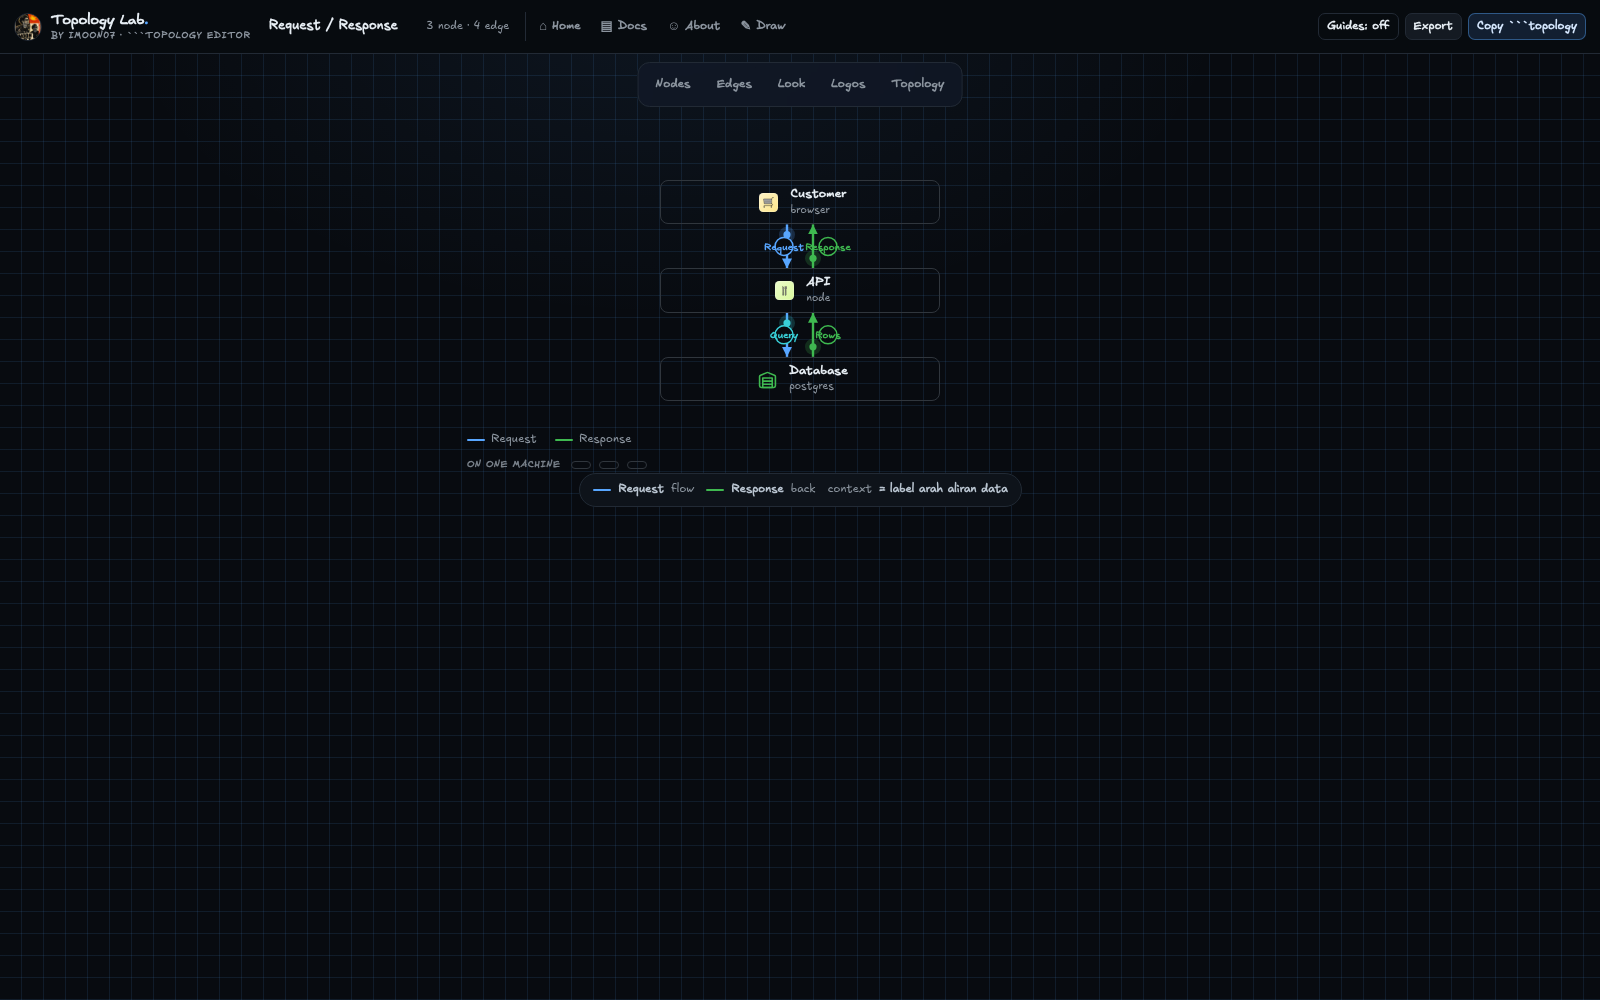 Topology Lab.
BY IMOON07 · ```TOPOLOGY EDITOR
Request / Response
3 node · 4 edge
Home
Docs
About
Draw
Guides: off
Export
Copy ```topology
Nodes
Edges
Look
Logos
Topology
Customer
browser
Request
Response
API
node
Query
Rows
Database
postgres
Request
Response
ON ONE MACHINE
Request flow
Response back
context = label arah aliran data